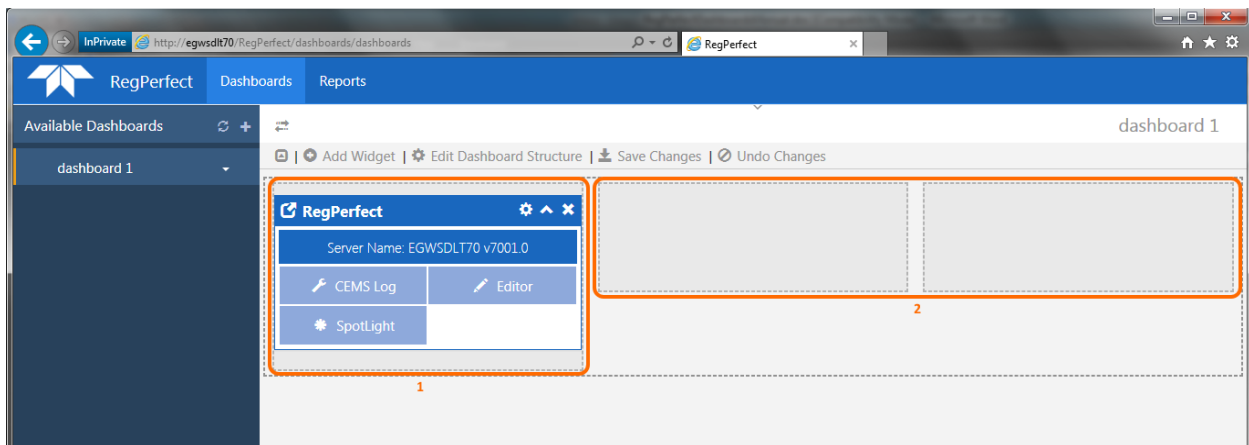 InPrivate http://egwsdlt70/RegPerfect/dashboards/dashboards RegPerfect
RegPerfect Dashboards Reports
Available Dashboards
dashboard 1
dashboard 1
Add Widget | Edit Dashboard Structure | Save Changes | Undo Changes
RegPerfect
Server Name: EGWSDLT70 v7001.0
CEMS Log Editor
SpotLight
1
2